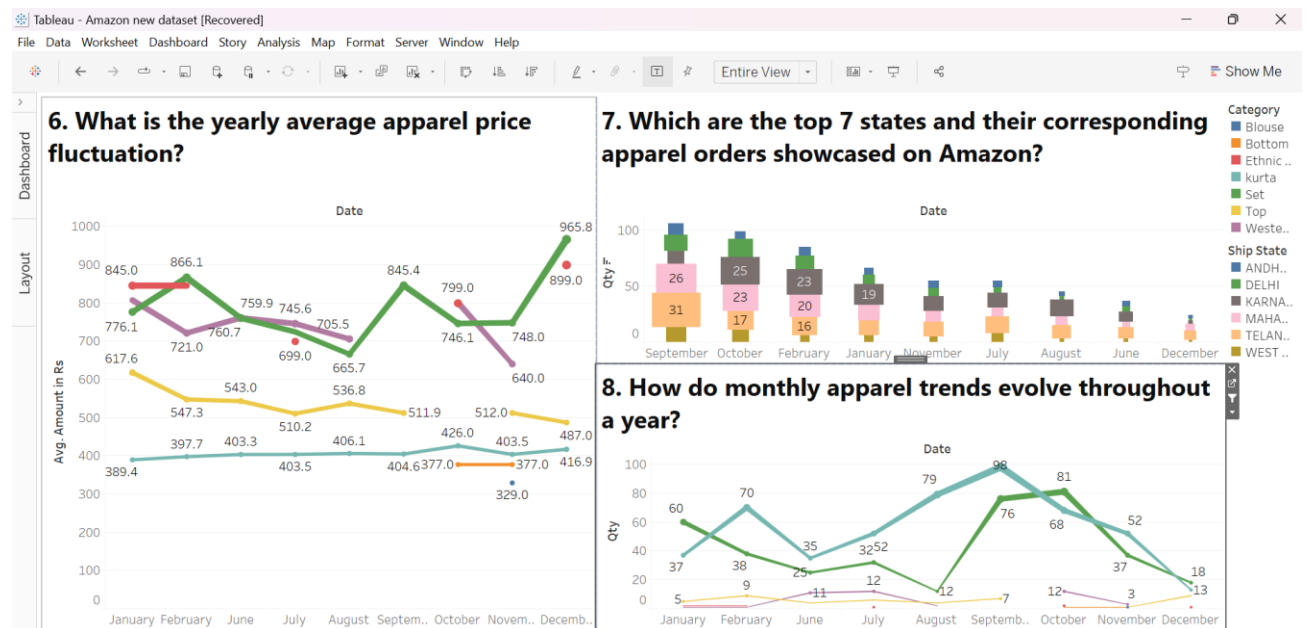 Tableau - Amazon new dataset [Recovered]
File Data Worksheet Dashboard Story Analysis Map Format Server Window Help
Entire View
Show Me
Dashboard
Layout
6. What is the yearly average apparel price
fluctuation?
Date
Avg. Amount in Rs
1000
900
800
700
600
500
400
300
200
100
0
845.0
866.1
776.1
721.0
760.7
759.9
745.6
699.0
705.5
665.7
845.4
799.0
746.1
748.0
640.0
965.8
899.0
617.6
547.3
543.0
510.2
536.8
511.9
512.0
487.0
389.4
397.7
403.3
403.5
406.1
404.6
426.0
377.0
403.5
377.0
416.9
329.0
January February June July August Septem.. October Novem.. Decemb..
7. Which are the top 7 states and their corresponding
apparel orders showcased on Amazon?
Date
Qty
100
50
0
26
31
25
23
17
23
20
16
19
September October February January November July August June December
8. How do monthly apparel trends evolve throughout
a year?
Date
Qty
100
80
60
40
20
0
60
37
5
70
38
9
35
25
11
32
52
12
79
12
98
76
7
81
68
12
52
37
3
18
13
January February June July August Septemb.. October November December
Category
Blouse
Bottom
Ethnic ..
kurta
Set
Top
Weste..
Ship State
ANDH..
DELHI
KARNA..
MAHA..
TELAN..
WEST ..